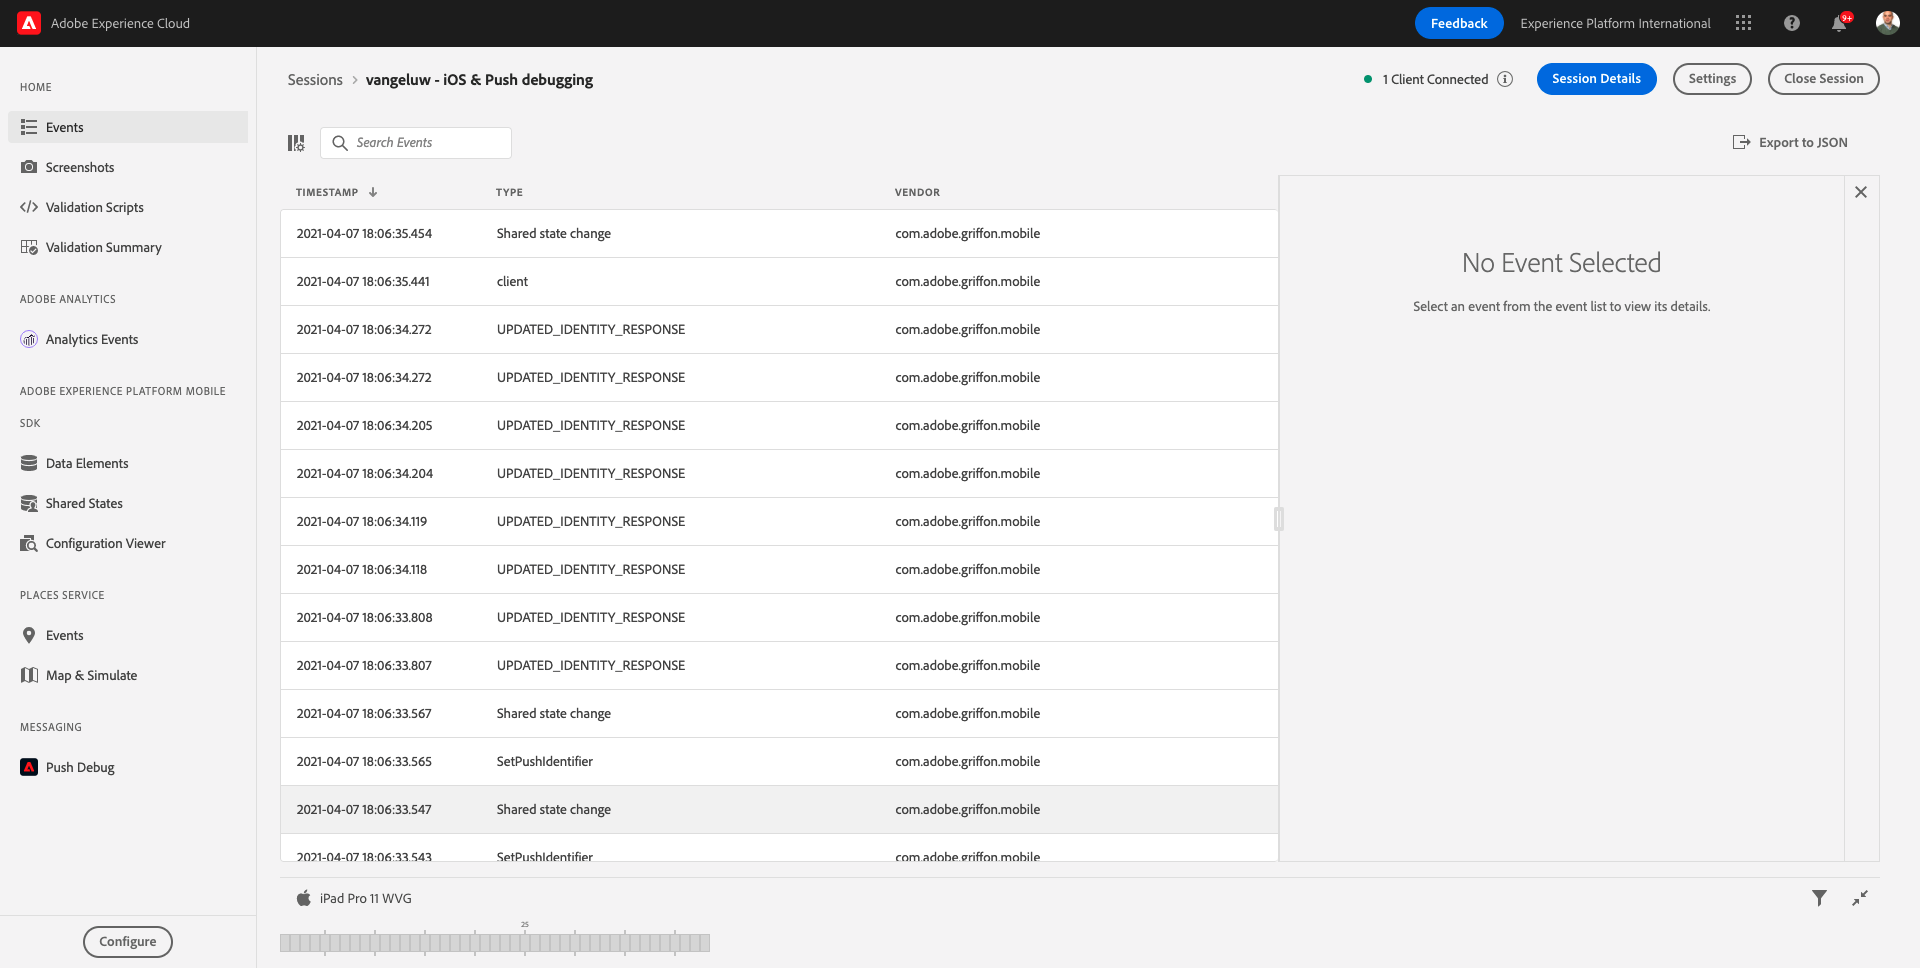 Adobe Experience Cloud
Feedback
Experience Platform International
9+
HOME
Events
Screenshots
Validation Scripts
Validation Summary
ADOBE ANALYTICS
Analytics Events
ADOBE EXPERIENCE PLATFORM MOBILE
SDK
Data Elements
Shared States
Configuration Viewer
PLACES SERVICE
Events
Map & Simulate
MESSAGING
Push Debug
Configure
Sessions > vangeluw - iOS & Push debugging
1 Client Connected
Session Details
Settings
Close Session
Search Events
Export to JSON
TIMESTAMP TYPE VENDOR
2021-04-07 18:06:35.454 Shared state change com.adobe.griffon.mobile
2021-04-07 18:06:35.441 client com.adobe.griffon.mobile
2021-04-07 18:06:34.272 UPDATED_IDENTITY_RESPONSE com.adobe.griffon.mobile
2021-04-07 18:06:34.272 UPDATED_IDENTITY_RESPONSE com.adobe.griffon.mobile
2021-04-07 18:06:34.205 UPDATED_IDENTITY_RESPONSE com.adobe.griffon.mobile
2021-04-07 18:06:34.204 UPDATED_IDENTITY_RESPONSE com.adobe.griffon.mobile
2021-04-07 18:06:34.119 UPDATED_IDENTITY_RESPONSE com.adobe.griffon.mobile
2021-04-07 18:06:34.118 UPDATED_IDENTITY_RESPONSE com.adobe.griffon.mobile
2021-04-07 18:06:33.808 UPDATED_IDENTITY_RESPONSE com.adobe.griffon.mobile
2021-04-07 18:06:33.807 UPDATED_IDENTITY_RESPONSE com.adobe.griffon.mobile
2021-04-07 18:06:33.567 Shared state change com.adobe.griffon.mobile
2021-04-07 18:06:33.565 SetPushIdentifier com.adobe.griffon.mobile
2021-04-07 18:06:33.547 Shared state change com.adobe.griffon.mobile
2021-04-07 18:06:33.543 SetPushIdentifier com.adobe.griffon.mobile
No Event Selected
Select an event from the event list to view its details.
iPad Pro 11 WVG
25